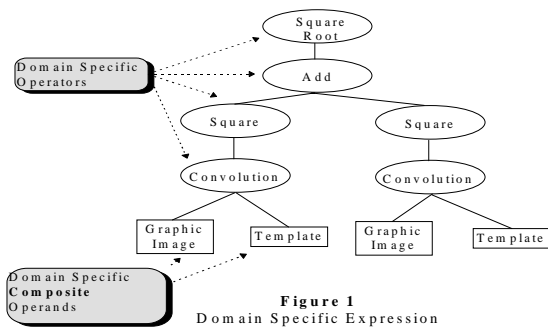 Square
Root
Domain Specific
Operators
Add
Square
Square
Convolution
Convolution
Graphic
Image
Template
Graphic
Image
Template
Domain Specific
Composite
Operands
Figure 1
Domain Specific Expression